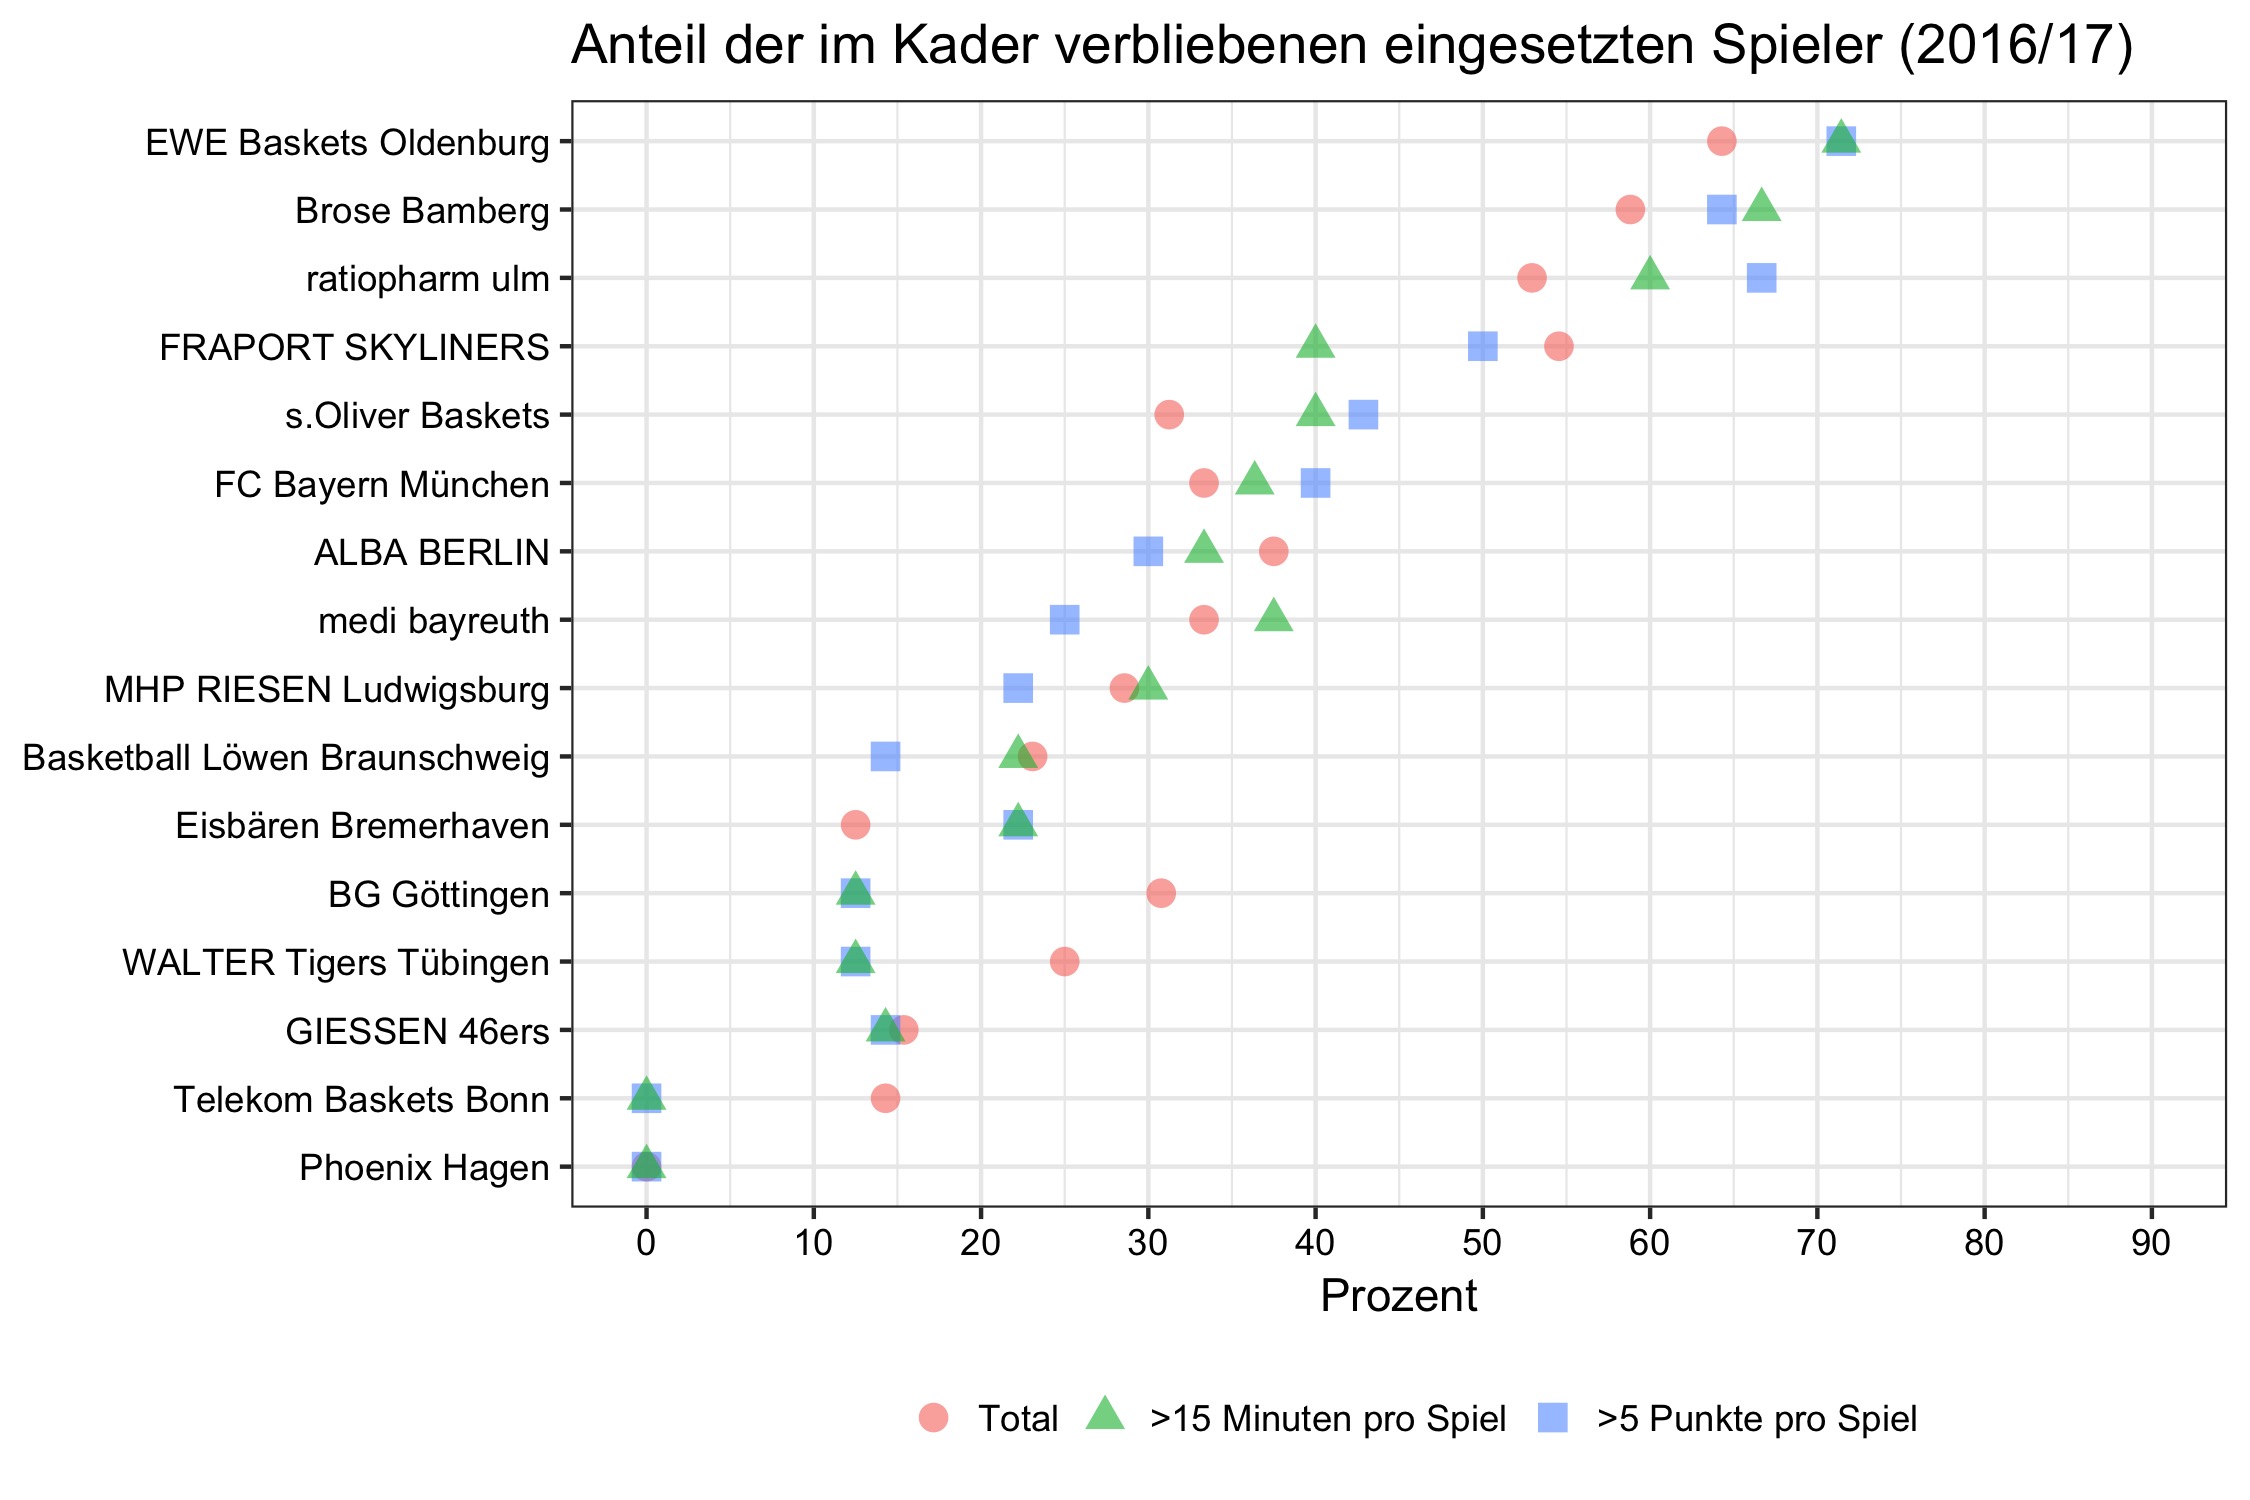 Anteil der im Kader verbliebenen eingesetzten Spieler (2016/17)
EWE Baskets Oldenburg
Brose Bamberg
ratiopharm ulm
FRAPORT SKYLINERS
s.Oliver Baskets
FC Bayern München
ALBA BERLIN
medi bayreuth
MHP RIESEN Ludwigsburg
Basketball Löwen Braunschweig
Eisbären Bremerhaven
BG Göttingen
WALTER Tigers Tübingen
GIESSEN 46ers
Telekom Baskets Bonn
Phoenix Hagen
0 10 20 30 40 50 60 70 80 90
Prozent
Total >15 Minuten pro Spiel >5 Punkte pro Spiel